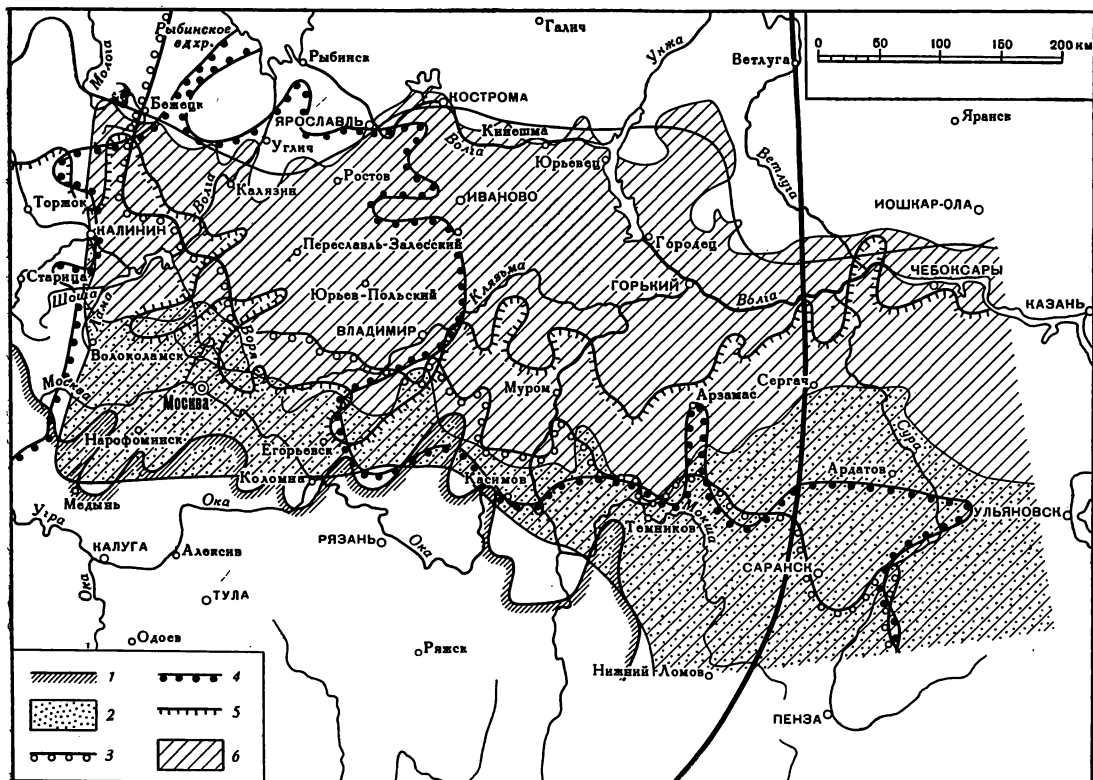 Рыбинское
вдхр.
Молога
Галич
Рыбинск
Унжа
Ветлуга
0 50 100 150 200 км
Бежецк
ЯРОСЛАВЛЬ
КОСТРОМА
Кинешма
Волга
Яранск
Углич
Юрьевец
Ветлуга
Торжок
Калязин
Волга
Ростов
ИВАНОВО
ЙОШКАР-ОЛА
КАЛИНИН
Переславль-Залесский
Городец
Старица
Шоша
Юрьев-Польский
Клязьма
ГОРЬКИЙ
Волга
ЧЕБОКСАРЫ
КАЗАНЬ
Лама
Воря
ВЛАДИМИР
Волоколамск
Москва
Москва
Муром
Арзамас
Сергач
Сура
Нарофоминск
Егорьевск
Коломна
Касимов
Ардатов
Медынь
Ока
Угра
Темников
Мокша
УЛЬЯНОВСК
КАЛУГА
Алексив
РЯЗАНЬ
Ока
САРАНСК
Ока
ТУЛА
Одоев
Ряжск
Нижний Ломов
ПЕНЗА
1 4
2 5
3 6